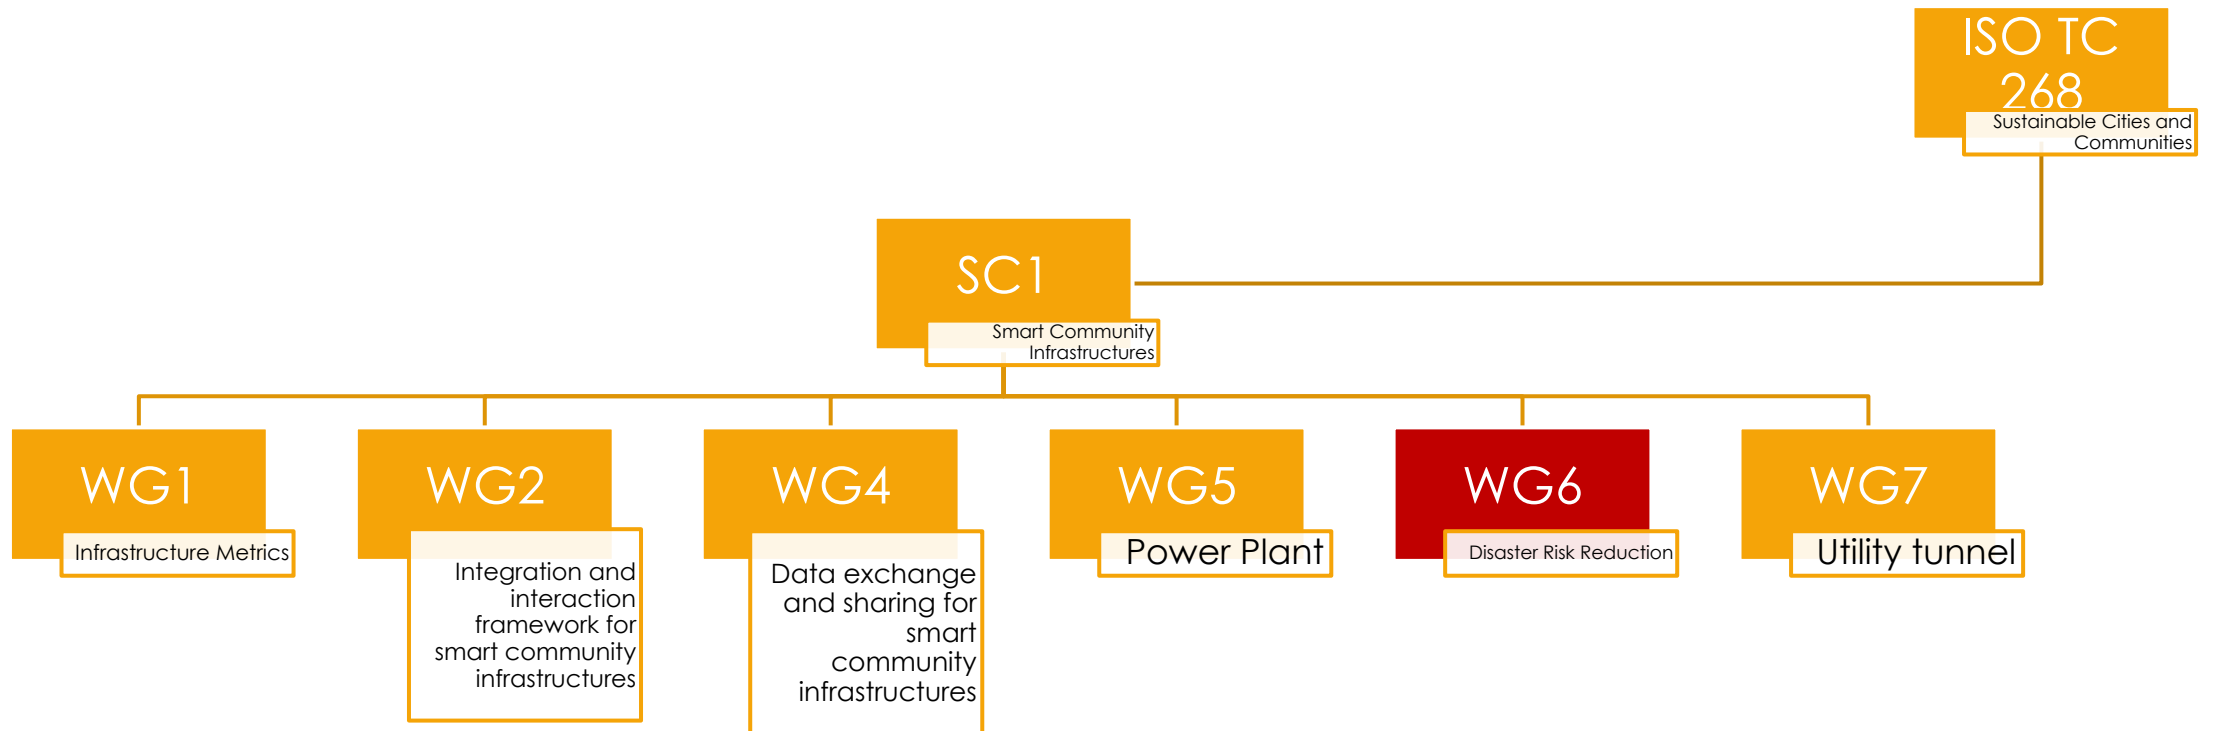 ISO TC
268
Sustainable Cities and
Communities
SC1
Smart Community
Infrastructures
WG1
Infrastructure Metrics
WG2
Integration and
interaction
framework for
smart community
infrastructures
WG4
Data exchange
and sharing for
smart
community
infrastructures
WG5
Power Plant
WG6
Disaster Risk Reduction
WG7
Utility tunnel